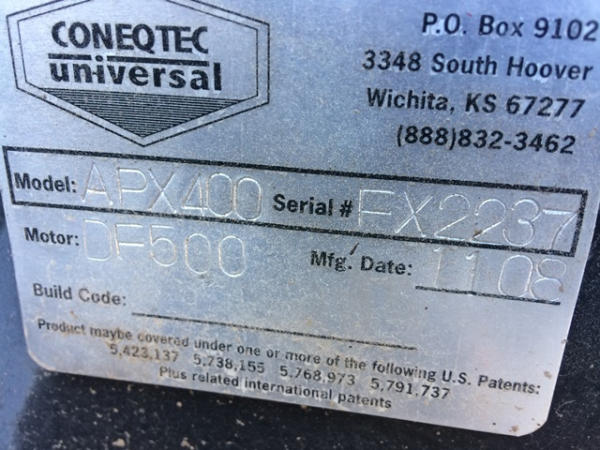 CONEQTEC
universal
P.O. Box 9102
3348 South Hoover
Wichita, KS 67277
(888)832-3462
Model: APX400 Serial # FX2237
Motor: DF500 Mfg. Date: 1108
Build Code:
Product maybe covered under one or more of the following U.S. Patents:
5,423,137 5,738,155 5,768,973 5,791,737
Plus related international patents